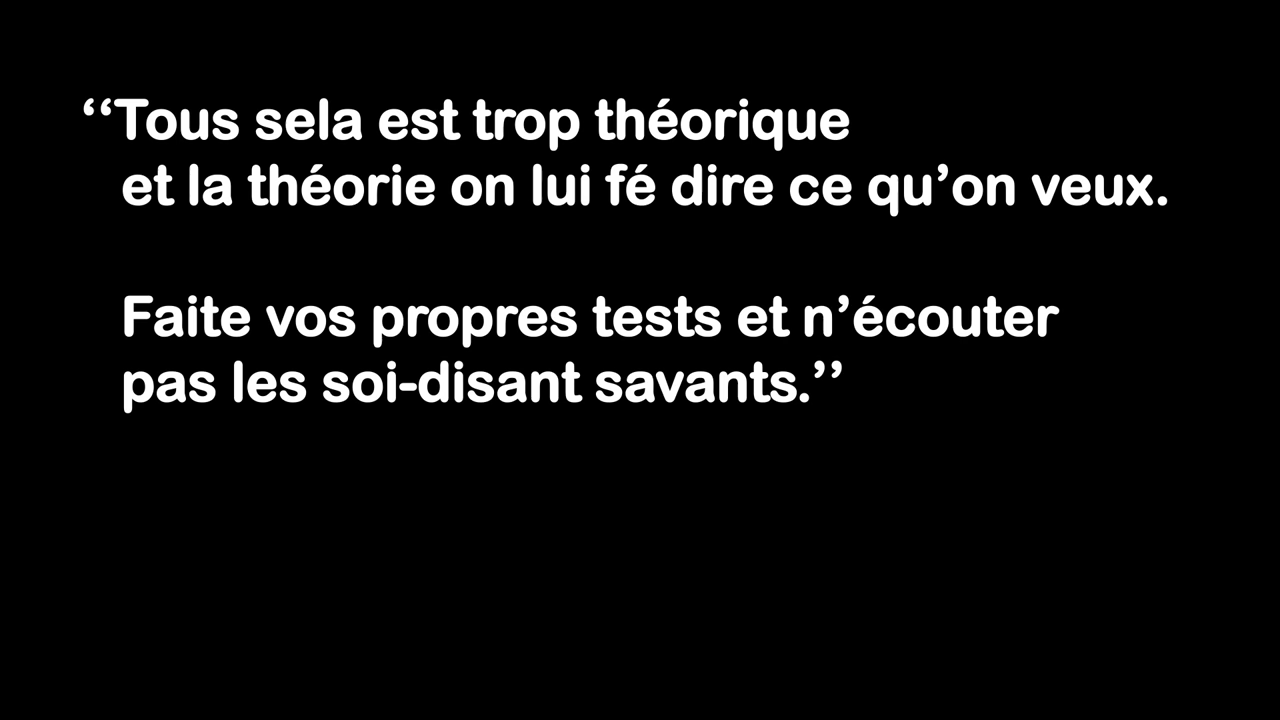 ‘‘Tous sela est trop théorique
et la théorie on lui fé dire ce qu’on veux.
Faite vos propres tests et n’écouter
pas les soi-disant savants.’’